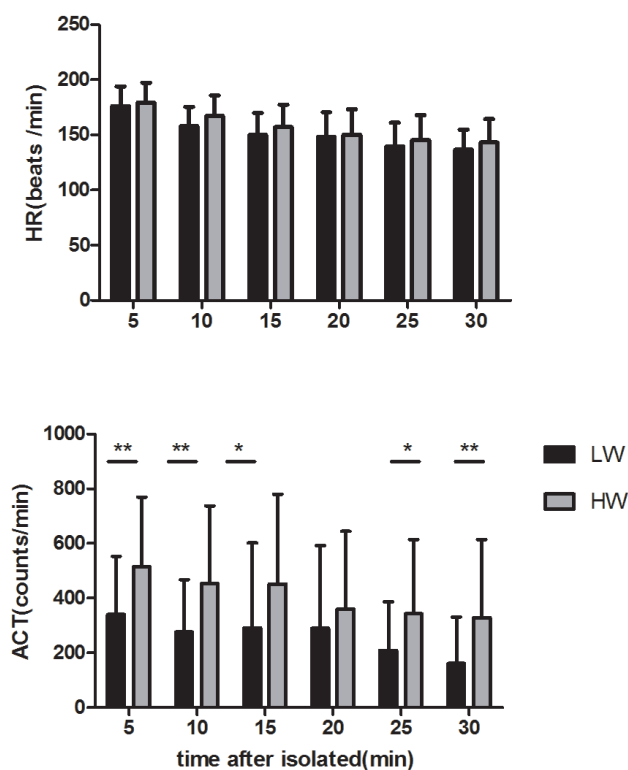 HR(beats /min)
250
200
150
100
50
0
5 10 15 20 25 30
ACT(counts/min)
1000
800
600
400
200
0
** ** * * **
LW
HW
5 10 15 20 25 30
time after isolated(min)